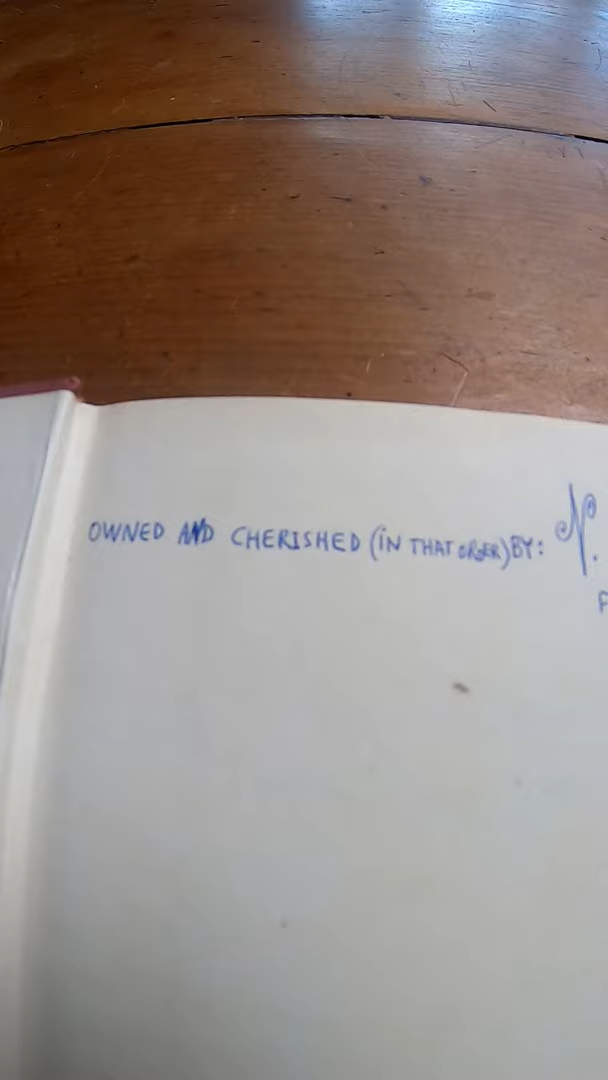 OWNED AND CHERISHED (IN THAT ORDER) BY: N.
F